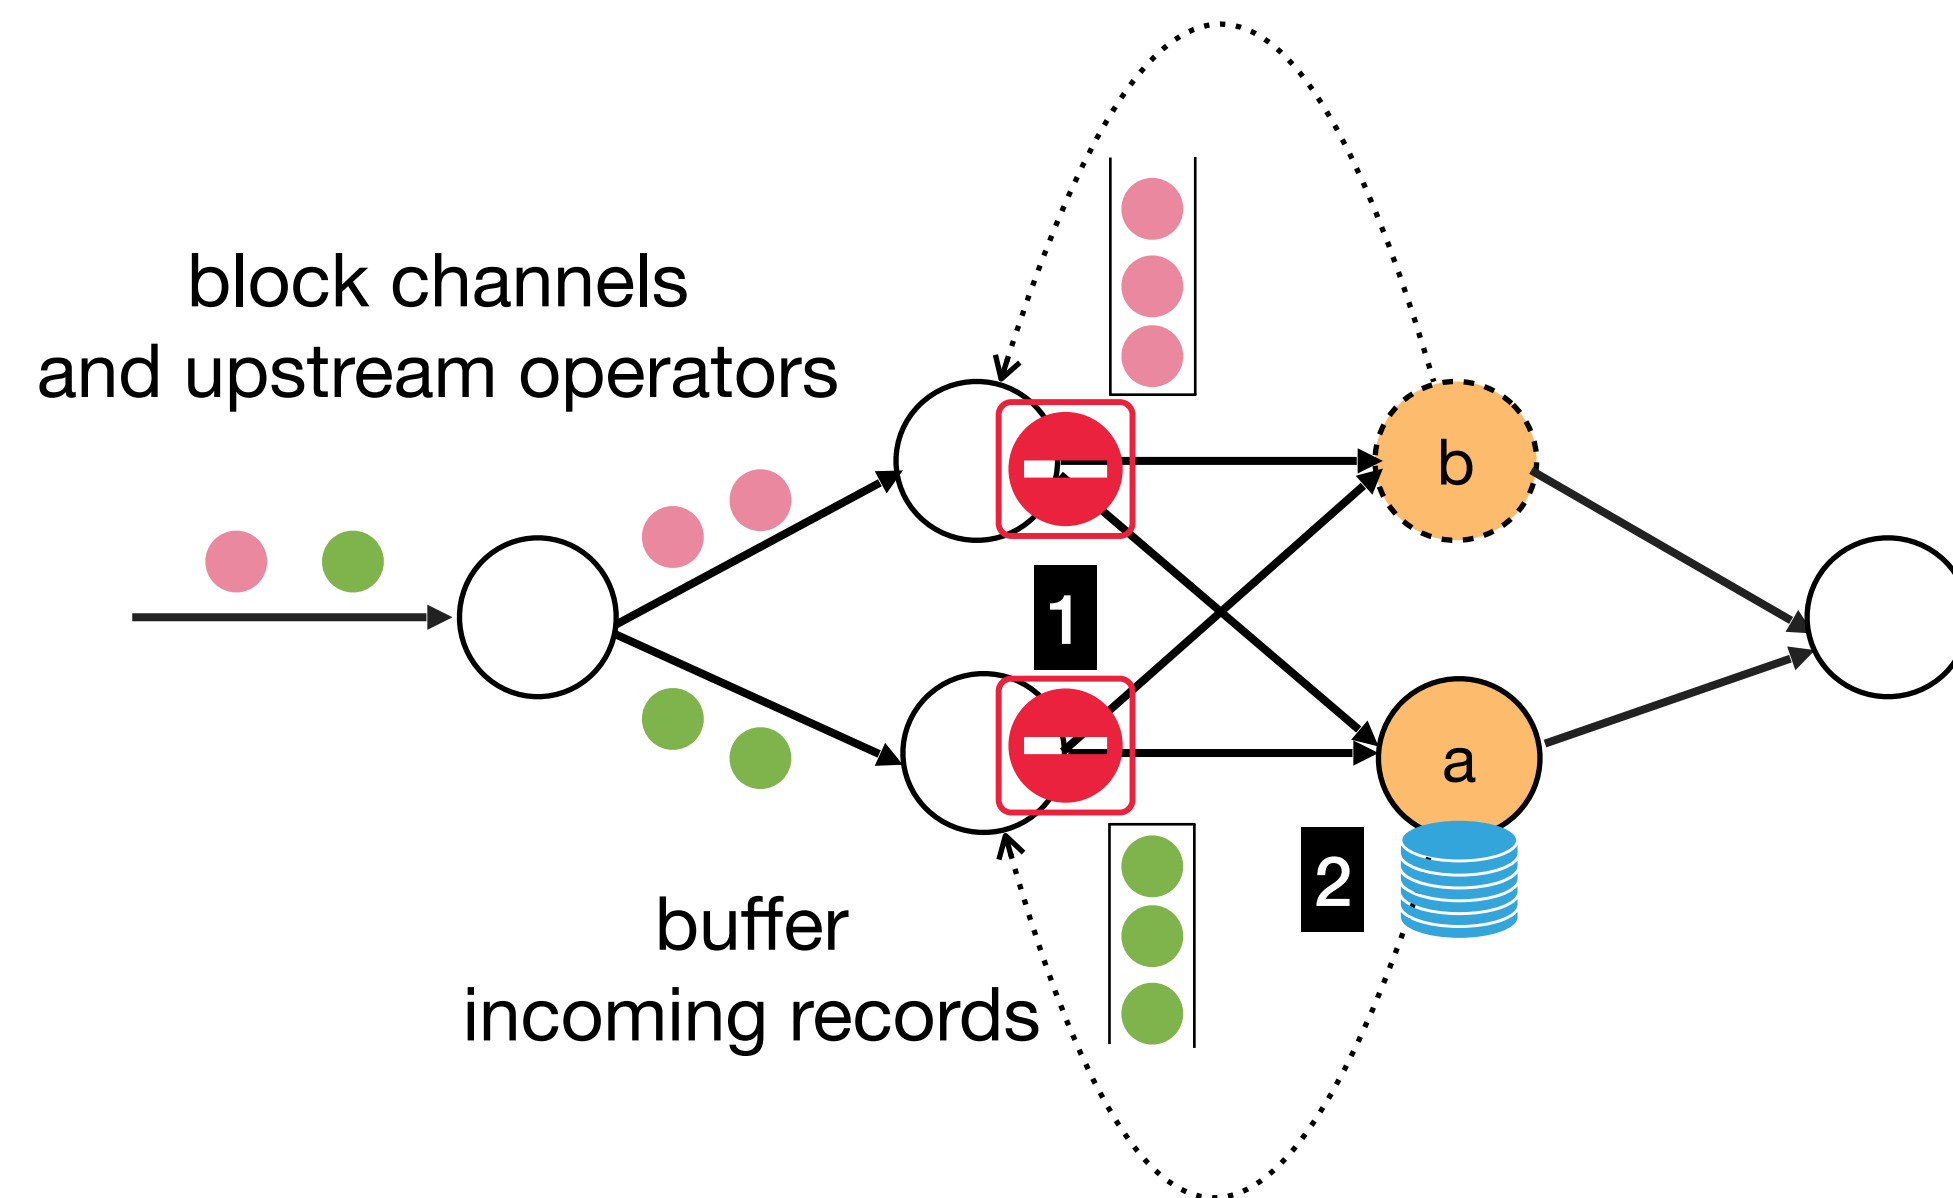 block channels
and upstream operators
b
1
a
2
buffer
incoming records